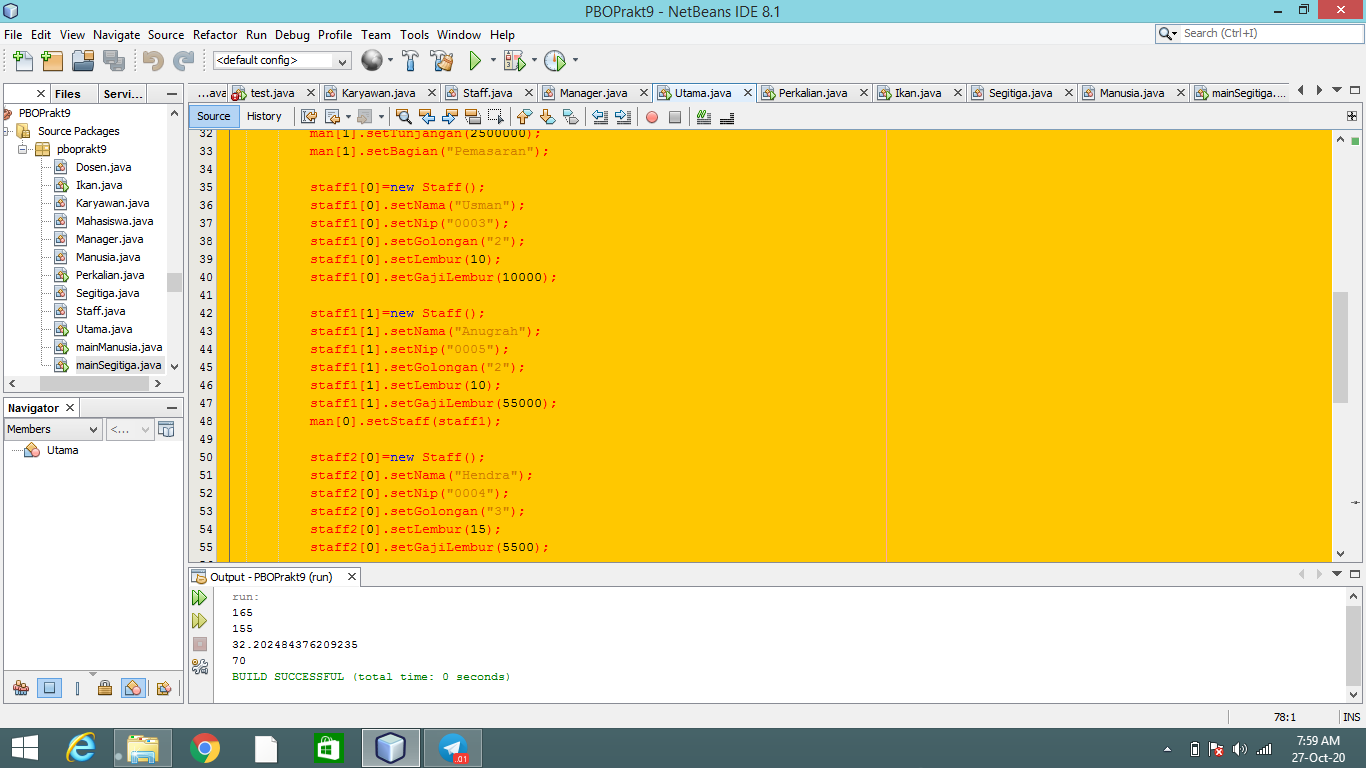 PBOPrakt9 - NetBeans IDE 8.1
File Edit View Navigate Source Refactor Run Debug Profile Team Tools Window Help
Search (Ctrl+I)
<default config>
Files Servi...
...ava test.java Karyawan.java Staff.java Manager.java Utama.java Perkalian.java Ikan.java Segitiga.java Manusia.java mainSegitiga....
PBOPrakt9
Source Packages
pboprakt9
Dosen.java
Ikan.java
Karyawan.java
Mahasiswa.java
Manager.java
Manusia.java
Perkalian.java
Segitiga.java
Staff.java
Utama.java
mainManusia.java
mainSegitiga.java
Navigator
Members <...
Utama
Source History
32 man[1].setTunjangan(2500000);
33 man[1].setBagian("Pemasaran");
34
35 staff1[0]=new Staff();
36 staff1[0].setNama("Usman");
37 staff1[0].setNip("0003");
38 staff1[0].setGolongan("2");
39 staff1[0].setLembur(10);
40 staff1[0].setGajiLembur(10000);
41
42 staff1[1]=new Staff();
43 staff1[1].setNama("Anugrah");
44 staff1[1].setNip("0005");
45 staff1[1].setGolongan("2");
46 staff1[1].setLembur(10);
47 staff1[1].setGajiLembur(55000);
48 man[0].setStaff(staff1);
49
50 staff2[0]=new Staff();
51 staff2[0].setNama("Hendra");
52 staff2[0].setNip("0004");
53 staff2[0].setGolongan("3");
54 staff2[0].setLembur(15);
55 staff2[0].setGajiLembur(5500);
Output - PBOPrakt9 (run)
run:
165
155
32.202484376209235
70
BUILD SUCCESSFUL (total time: 0 seconds)
78:1 INS
.01
7:59 AM
27-Oct-20